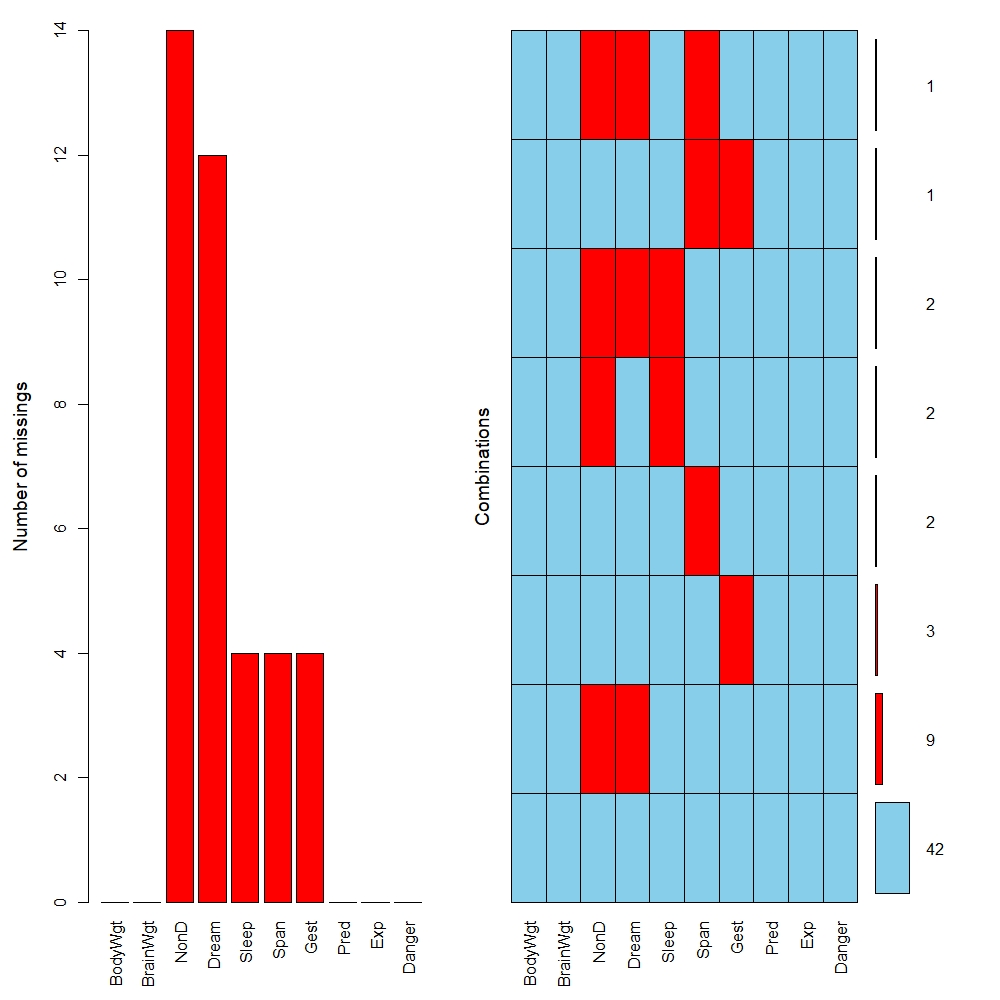 Number of missings
14
12
10
8
6
4
2
0
BodyWgt
BrainWgt
NonD
Dream
Sleep
Span
Gest
Pred
Exp
Danger
Combinations
1
1
2
2
2
3
9
42
BodyWgt
BrainWgt
NonD
Dream
Sleep
Span
Gest
Pred
Exp
Danger